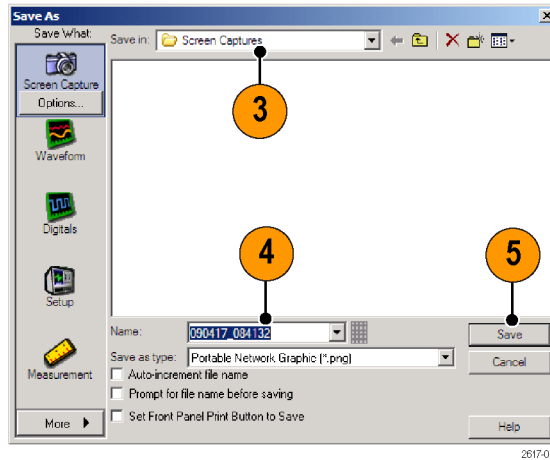 Save As
Save What:
Save in: Screen Captures
Screen Capture
Options...
3
Waveform
Digitals
4
5
Setup
Name: 090417_084132
Save
Save as type: Portable Network Graphic (*.png)
Cancel
Measurement
Auto-increment file name
Prompt for file name before saving
Set Front Panel Print Button to Save
More
Help
2617-0